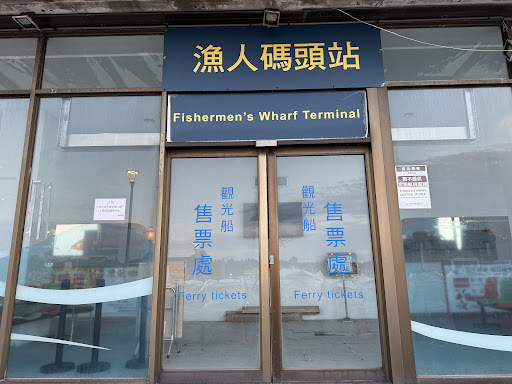 漁人碼頭站
Fishermen's Wharf Terminal
觀光船
售票處
Ferry tickets
觀光船
售票處
Ferry tickets